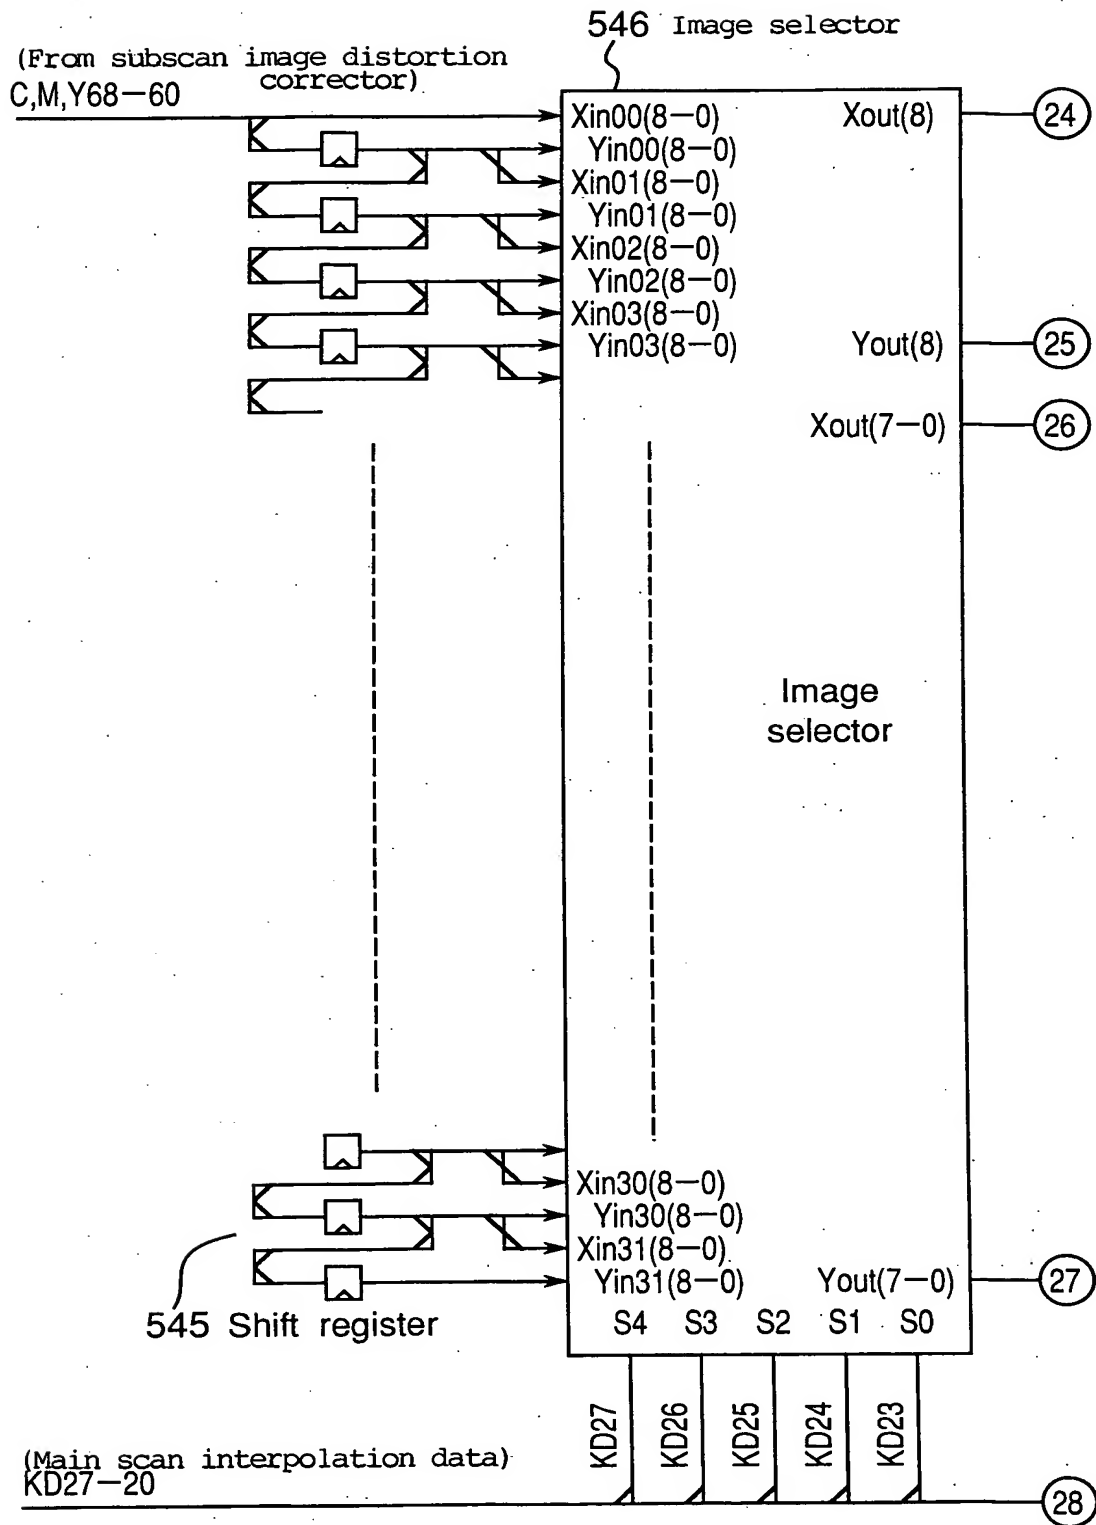 546 Image selector
(From subscan image distortion
corrector)
C,M,Y68-60
Xin00(8-0) Xout(8) 24
Yin00(8-0)
Xin01(8-0)
Yin01(8-0)
Xin02(8-0)
Yin02(8-0)
Xin03(8-0)
Yin03(8-0) Yout(8) 25
Xout(7-0) 26
Image
selector
Xin30(8-0)
Yin30(8-0)
Xin31(8-0)
Yin31(8-0) Yout(7-0) 27
545 Shift register
S4 S3 S2 S1 S0
KD27 KD26 KD25 KD24 KD23
(Main scan interpolation data)
KD27-20
28